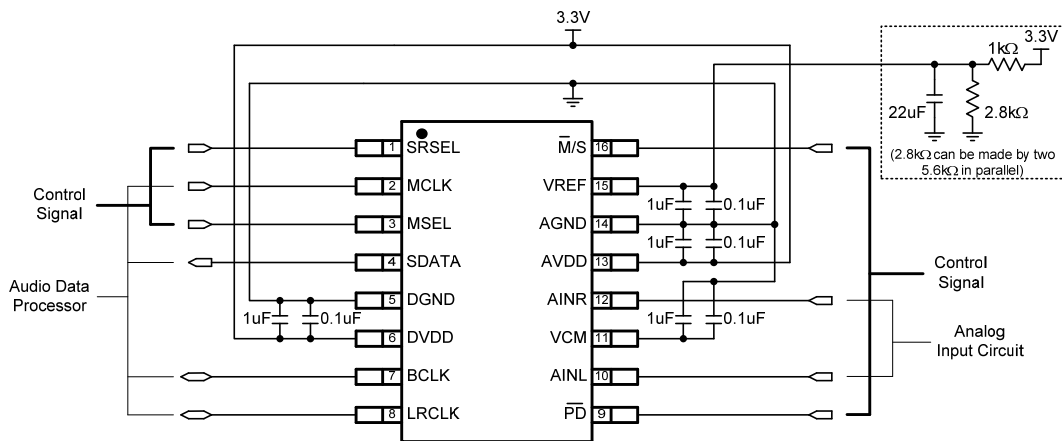 3.3V
3.3V
1kΩ
22uF
2.8kΩ
(2.8kΩ can be made by two
5.6kΩ in parallel)
1 SRSEL
M/S 16
2 MCLK
VREF 15
3 MSEL
AGND 14
4 SDATA
AVDD 13
5 DGND
AINR 12
6 DVDD
VCM 11
7 BCLK
AINL 10
8 LRCLK
PD 9
1uF 0.1uF
1uF 0.1uF
1uF 0.1uF
1uF 0.1uF
Control
Signal
Audio Data
Processor
Control
Signal
Analog
Input Circuit